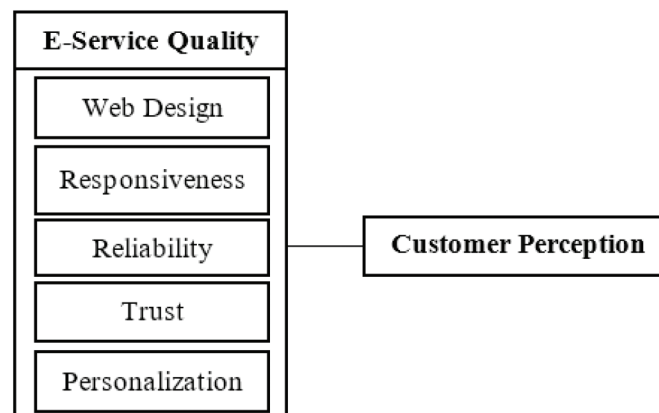 E-Service Quality
Web Design
Responsiveness
Reliability
Trust
Personalization
Customer Perception